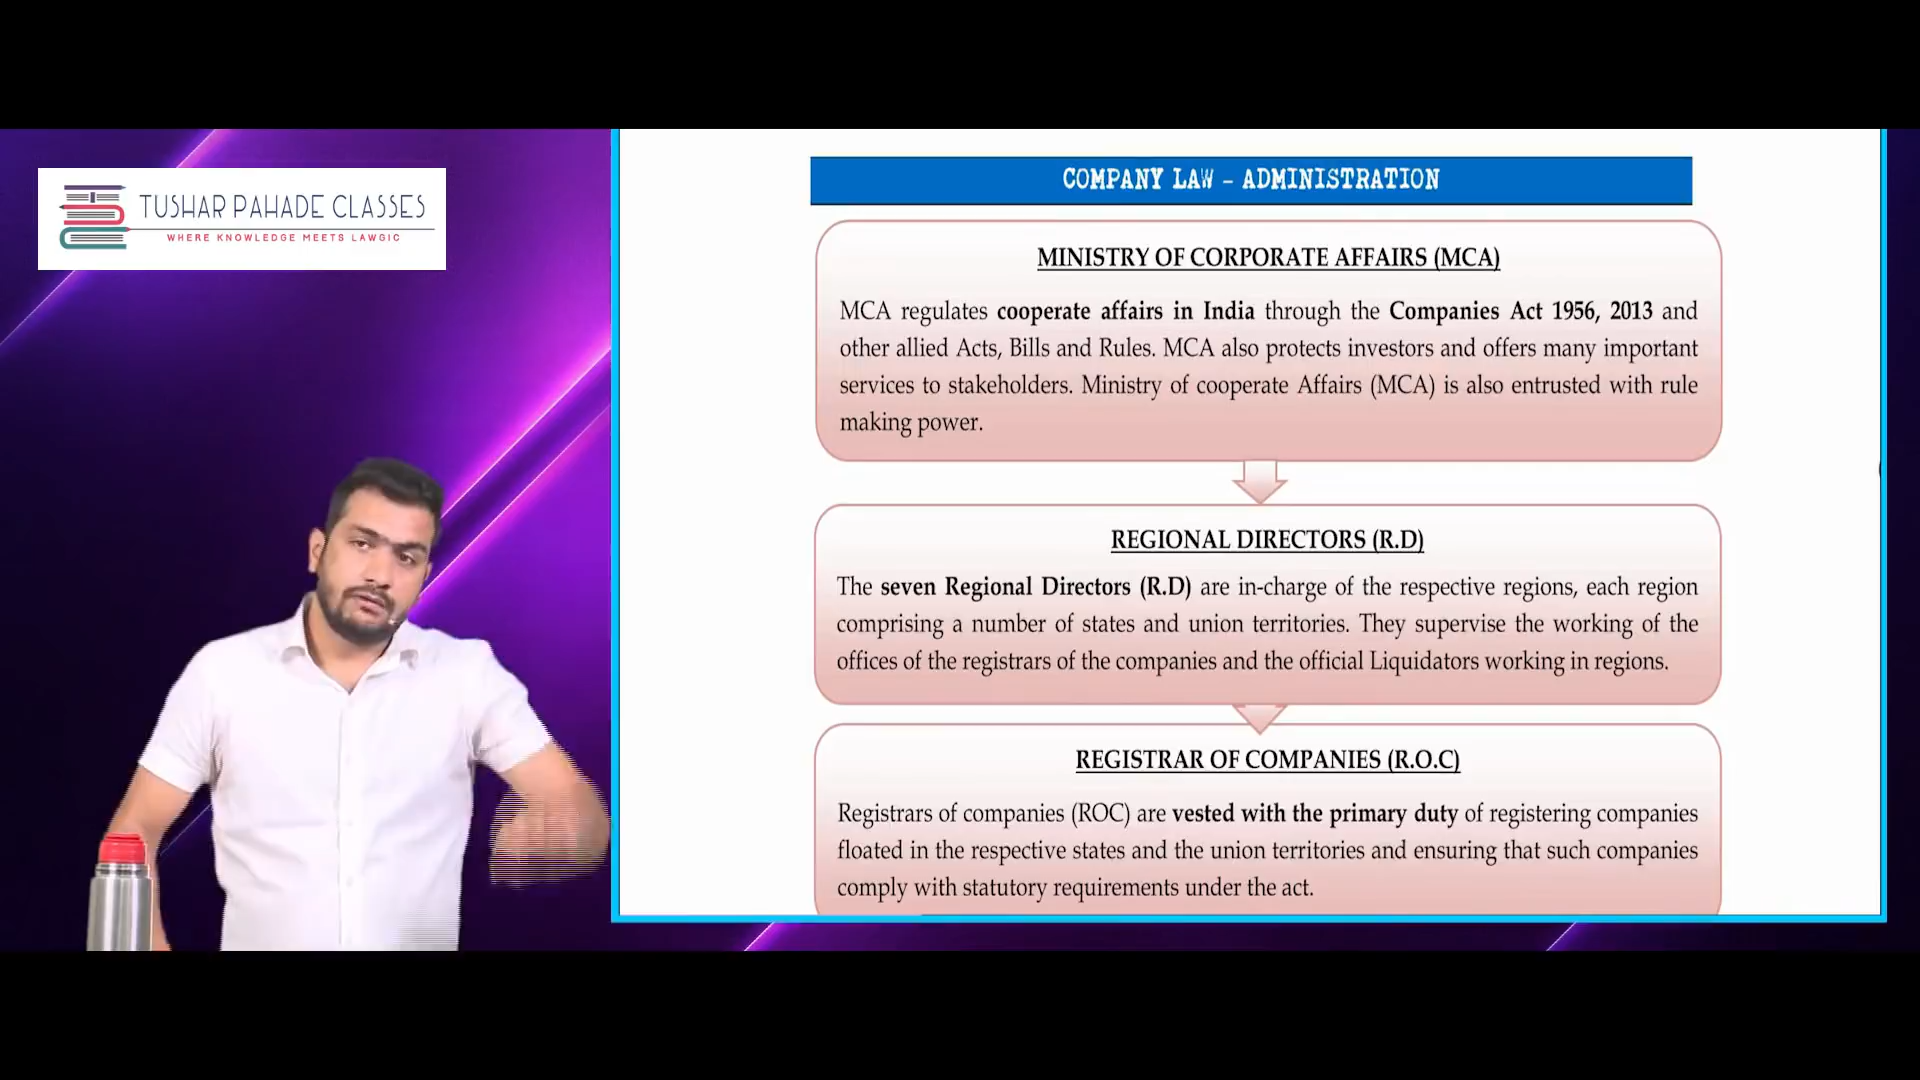 TUSHAR PAHADE CLASSES
WHERE KNOWLEDGE MEETS LAWGIC
COMPANY LAW – ADMINISTRATION
MINISTRY OF CORPORATE AFFAIRS (MCA)
MCA regulates cooperate affairs in India through the Companies Act 1956, 2013 and
other allied Acts, Bills and Rules. MCA also protects investors and offers many important
services to stakeholders. Ministry of cooperate Affairs (MCA) is also entrusted with rule
making power.
REGIONAL DIRECTORS (R.D)
The seven Regional Directors (R.D) are in-charge of the respective regions, each region
comprising a number of states and union territories. They supervise the working of the
offices of the registrars of the companies and the official Liquidators working in regions.
REGISTRAR OF COMPANIES (R.O.C)
Registrars of companies (ROC) are vested with the primary duty of registering companies
floated in the respective states and the union territories and ensuring that such companies
comply with statutory requirements under the act.